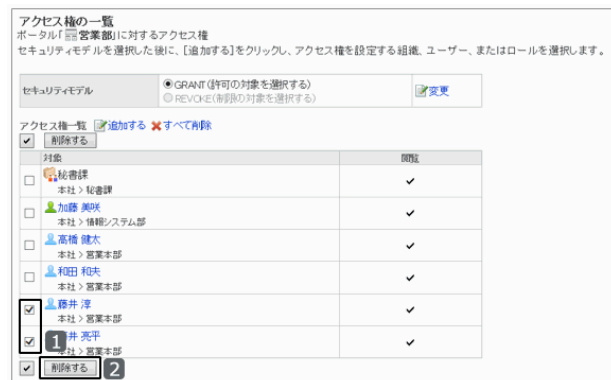 アクセス権の一覧
ポータル「営業部」に対するアクセス権
セキュリティモデルを選択した後に、[追加する]をクリックし、アクセス権を設定する組織、ユーザー、またはロールを選択します。
セキュリティモデル
GRANT(許可の対象を選択する)
REVOKE(制限の対象を選択する)
変更
アクセス権一覧 追加する すべて削除
削除する
対象 閲覧
秘書課
本社 > 秘書課
加藤 美咲
本社 > 情報システム部
高橋 健太
本社 > 営業本部
和田 和夫
本社 > 営業本部
藤井 淳
本社 > 営業本部
井 亮平
1
本社 > 営業本部
削除する 2